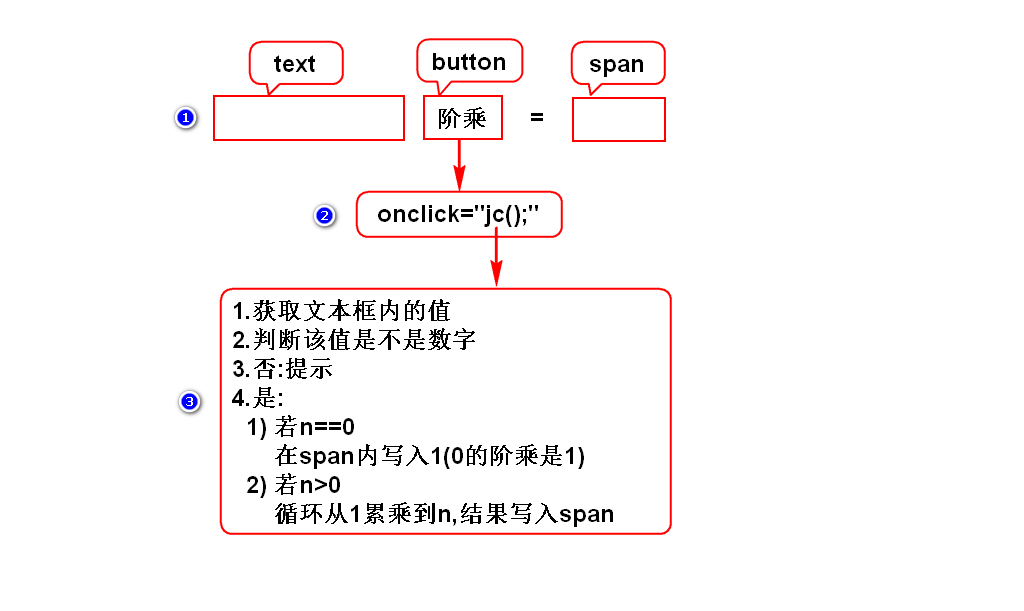 text
button
span
1
阶乘
=
2
onclick="jc();"
3
1.获取文本框内的值
2.判断该值是不是数字
3.否:提示
4.是:
1) 若n==0
在span内写入1(0的阶乘是1)
2) 若n>0
循环从1累乘到n,结果写入span